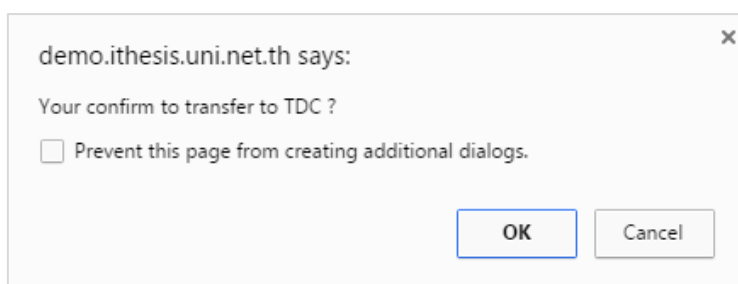 demo.ithesis.uni.net.th says:
Your confirm to transfer to TDC ?
Prevent this page from creating additional dialogs.
OK
Cancel